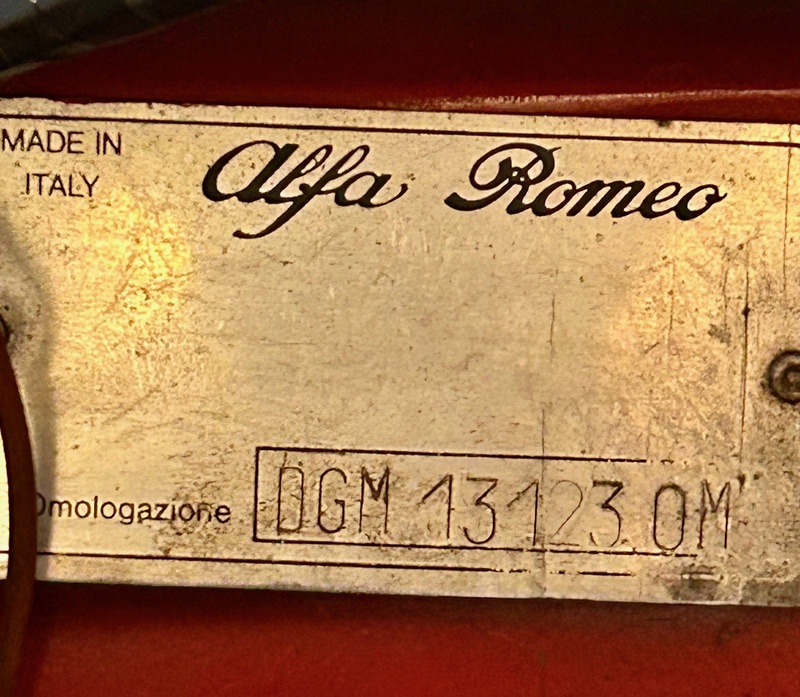 MADE IN
ITALY
Alfa Romeo
Omologazione DGM 13123 OM